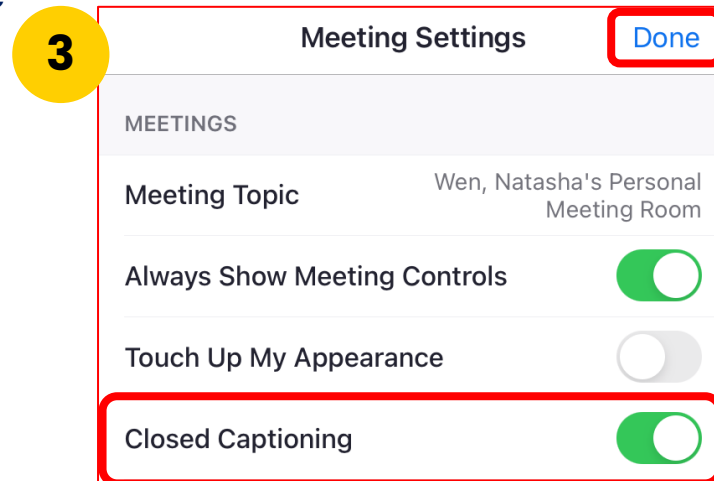 3
Meeting Settings
Done
MEETINGS
Meeting Topic
Wen, Natasha's Personal
Meeting Room
Always Show Meeting Controls
Touch Up My Appearance
Closed Captioning